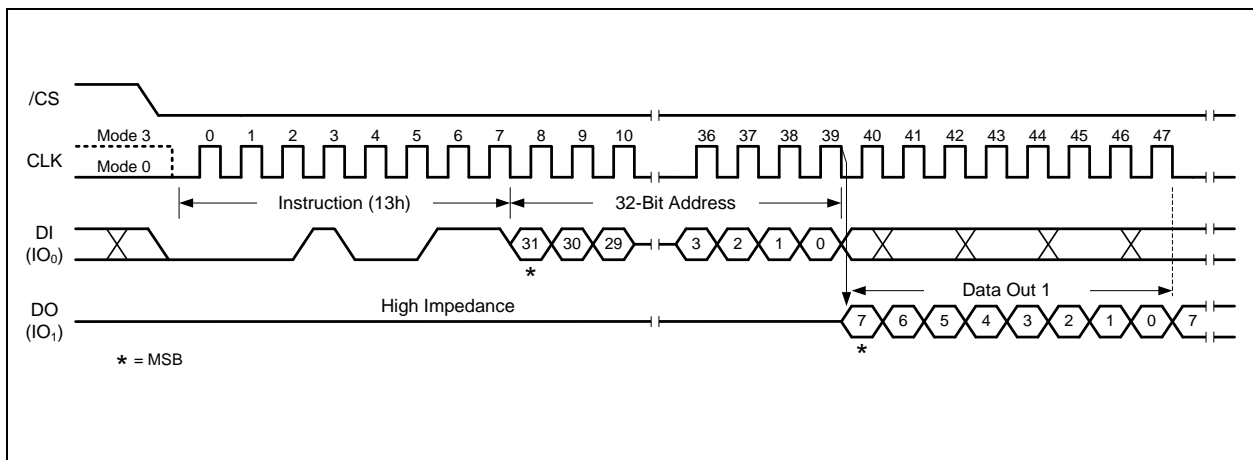 /CS
Mode 3
0 1 2 3 4 5 6 7 8 9 10 36 37 38 39 40 41 42 43 44 45 46 47
CLK
Mode 0
Instruction (13h) 32-Bit Address
DI
(IO₀)
31 30 29 3 2 1 0
*
High Impedance
Data Out 1
DO
(IO₁)
7 6 5 4 3 2 1 0 7
*
* = MSB